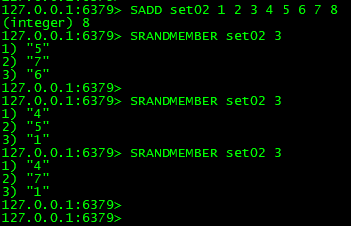 127.0.0.1:6379> SADD set02 1 2 3 4 5 6 7 8
(integer) 8
127.0.0.1:6379> SRANDMEMBER set02 3
1) "5"
2) "7"
3) "6"
127.0.0.1:6379>
127.0.0.1:6379> SRANDMEMBER set02 3
1) "4"
2) "5"
3) "1"
127.0.0.1:6379> SRANDMEMBER set02 3
1) "4"
2) "7"
3) "1"
127.0.0.1:6379>
127.0.0.1:6379>